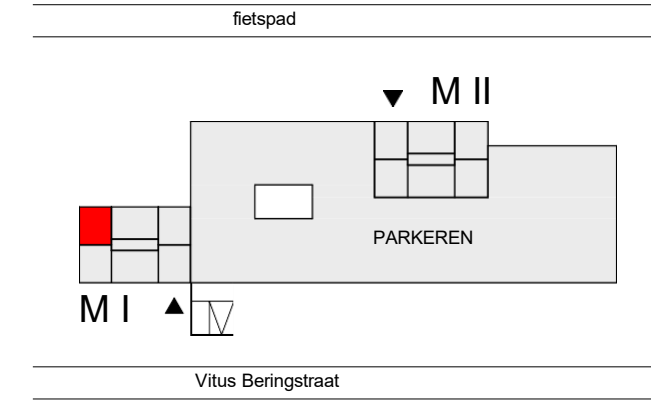 fietspad
M II
PARKEREN
M I
Vitus Beringstraat